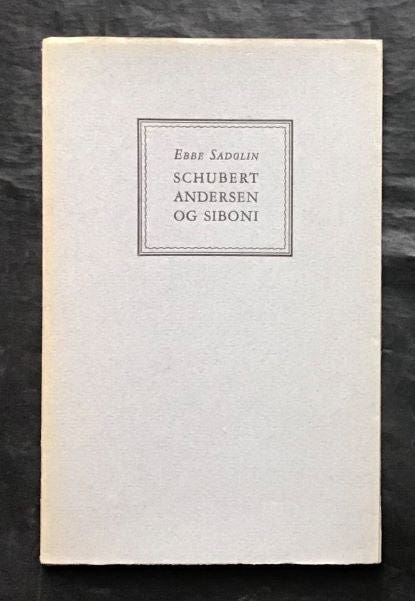 EBBE SADOLIN
SCHUBERT
ANDERSEN
OG SIBONI